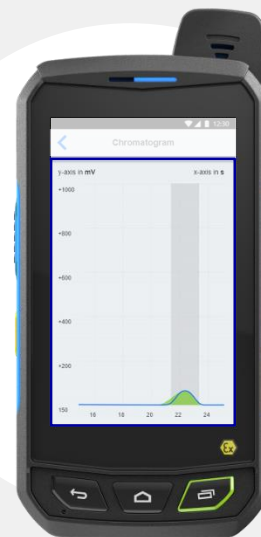 12:30
Chromatogram
y-axis in mV x-axis in s
+1000
+800
+600
+400
+200
150
16 18 20 22 24
Ex